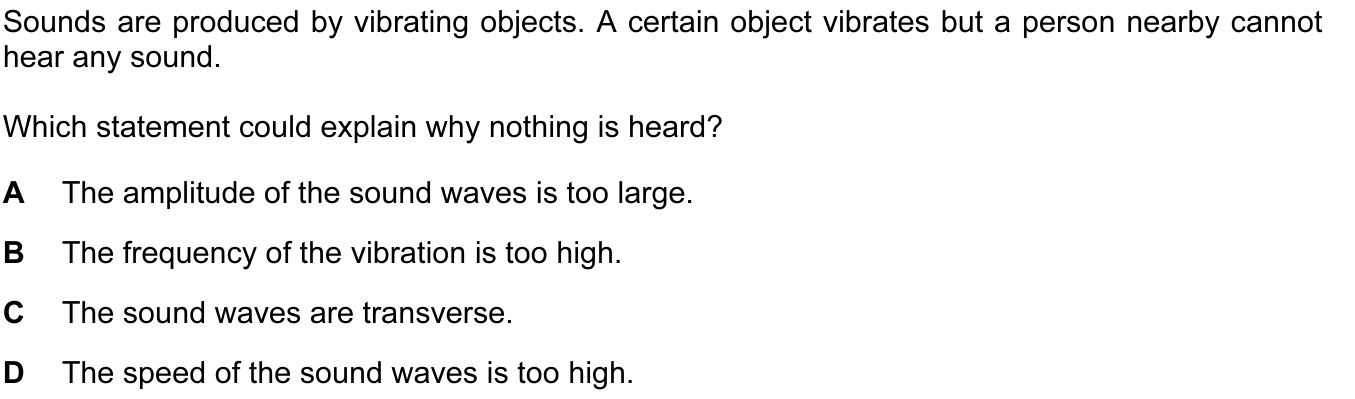 Sounds are produced by vibrating objects. A certain object vibrates but a person nearby cannot
hear any sound.
Which statement could explain why nothing is heard?
A The amplitude of the sound waves is too large.
B The frequency of the vibration is too high.
C The sound waves are transverse.
D The speed of the sound waves is too high.